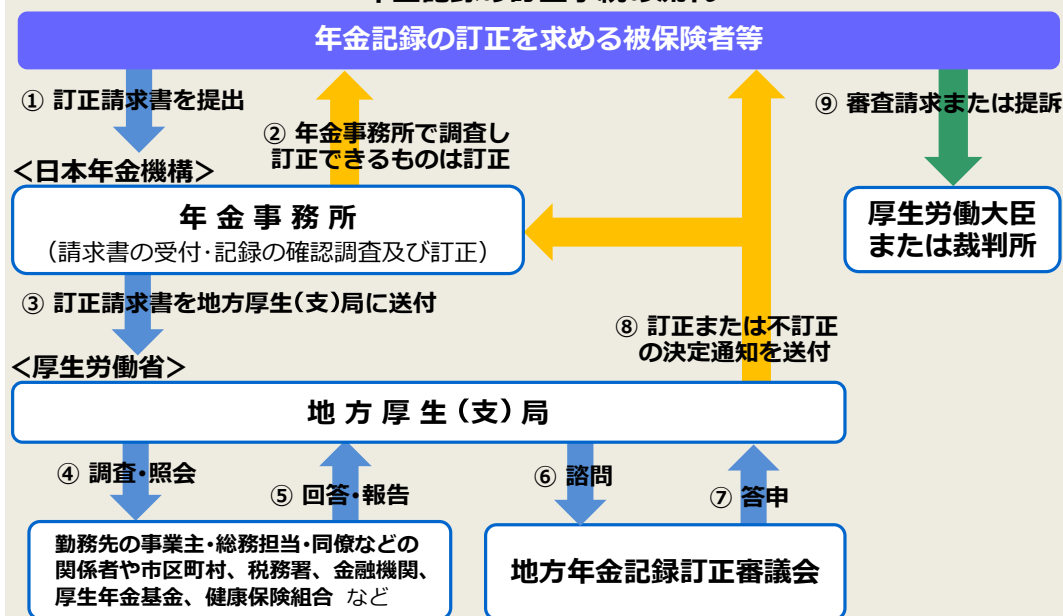 年金記録の訂正を求める被保険者等
① 訂正請求書を提出
② 年金事務所で調査し
訂正できるものは訂正
⑨ 審査請求または提訴
＜日本年金機構＞
年 金 事 務 所
（請求書の受付・記録の確認調査及び訂正）
厚生労働大臣
または裁判所
③ 訂正請求書を地方厚生（支）局に送付
⑧ 訂正または不訂正
の決定通知を送付
＜厚生労働省＞
地 方 厚 生 （支） 局
④ 調査・照会
⑤ 回答・報告
⑥ 諮問
⑦ 答申
勤務先の事業主・総務担当・同僚などの
関係者や市区町村、税務署、金融機関、
厚生年金基金、健康保険組合 など
地方年金記録訂正審議会